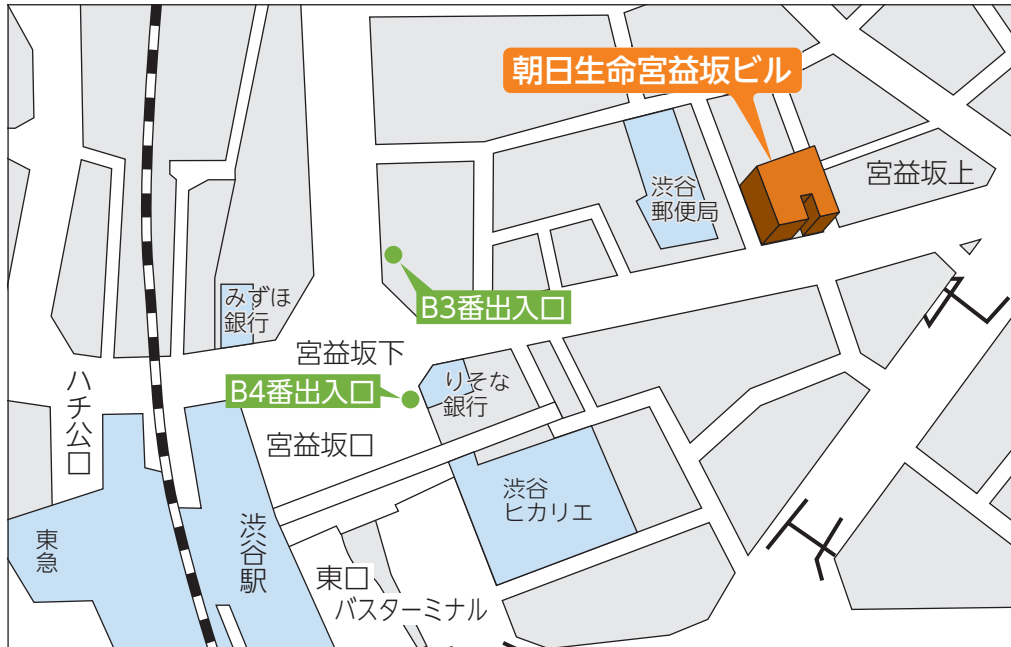 朝日生命宮益坂ビル
宮益坂上
渋谷
郵便局
B3番出入口
みずほ
銀行
宮益坂下
B4番出入口
りそな
銀行
ハチ公口
宮益坂口
渋谷
ヒカリエ
東急
渋谷駅
東口
バスターミナル